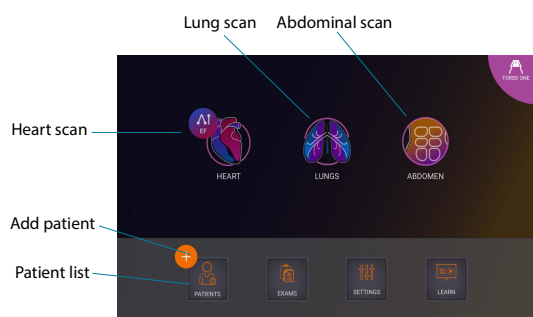 Lung scan
Abdominal scan
TORSO ONE
AI
EF
Heart scan
HEART
LUNGS
ABDOMEN
Add patient
+
Patient list
PATIENTS
EXAMS
SETTINGS
LEARN